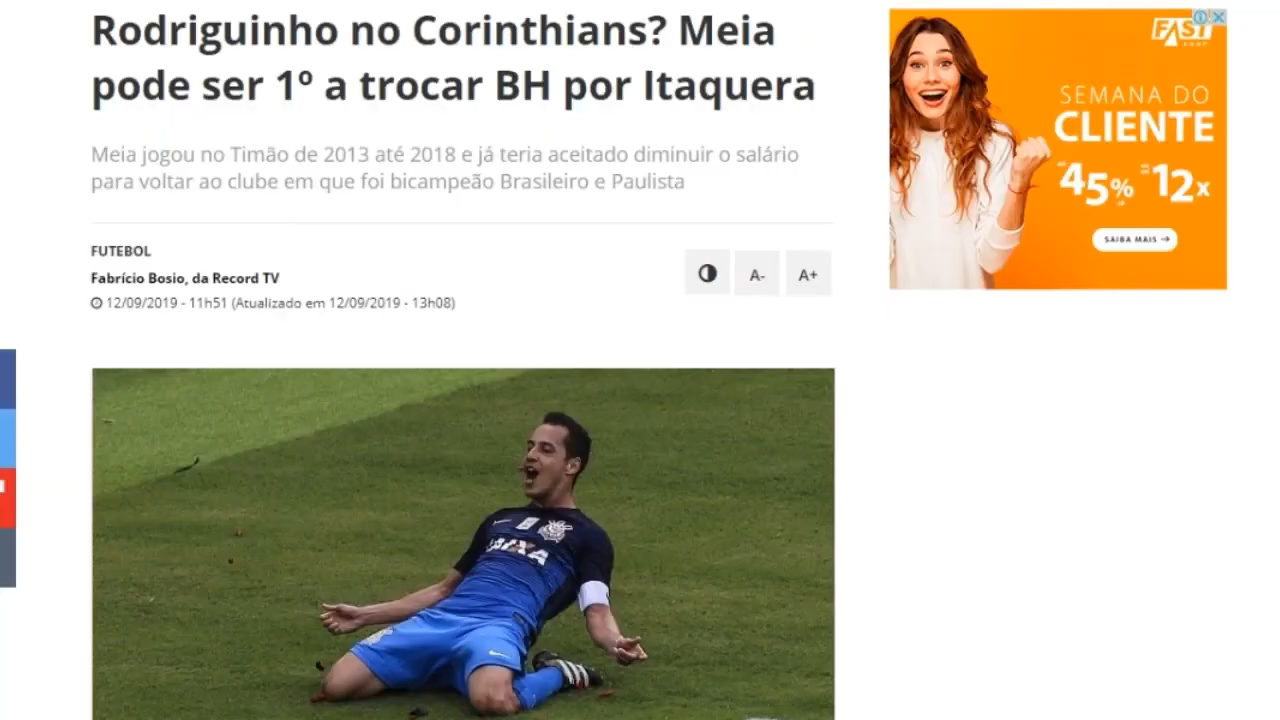 Rodriguinho no Corinthians? Meia
pode ser 1º a trocar BH por Itaquera
Meia jogou no Timão de 2013 até 2018 e já teria aceitado diminuir o salário
para voltar ao clube em que foi bicampeão Brasileiro e Paulista
FUTEBOL
Fabrício Bosio, da Record TV
12/09/2019 - 11h51 (Atualizado em 12/09/2019 - 13h08)
A-
A+
FAST
SEMANA DO
CLIENTE
45% 12x
SAIBA MAIS →
CAIXA